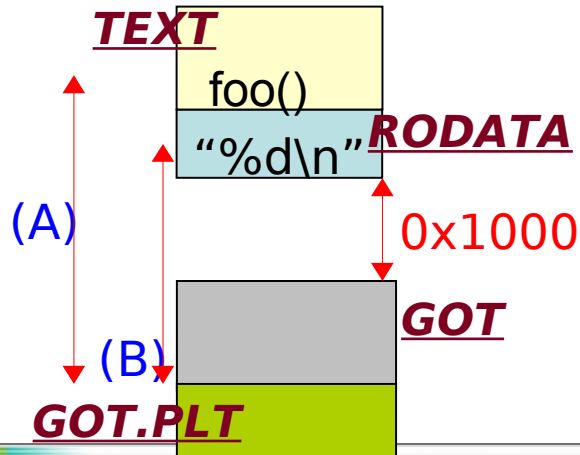 TEXT
foo()
RODATA
“%d\n”
(A)
0x1000
GOT
(B)
GOT.PLT